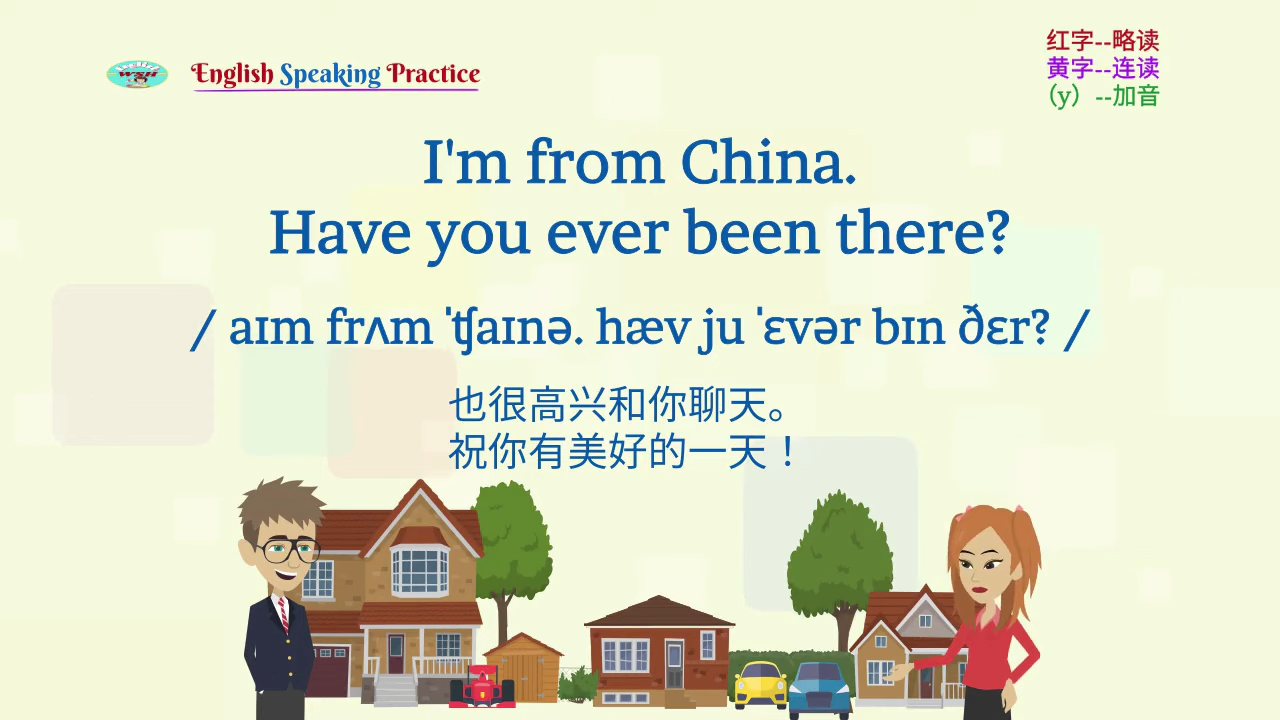 English Speaking Practice
红字--略读
黄字--连读
（y）--加音
I'm from China.
Have you ever been there?
/ aɪm frʌm ˈʧaɪnə. hæv ju ˈɛvər bɪn ðɛr? /
也很高兴和你聊天。
祝你有美好的一天！